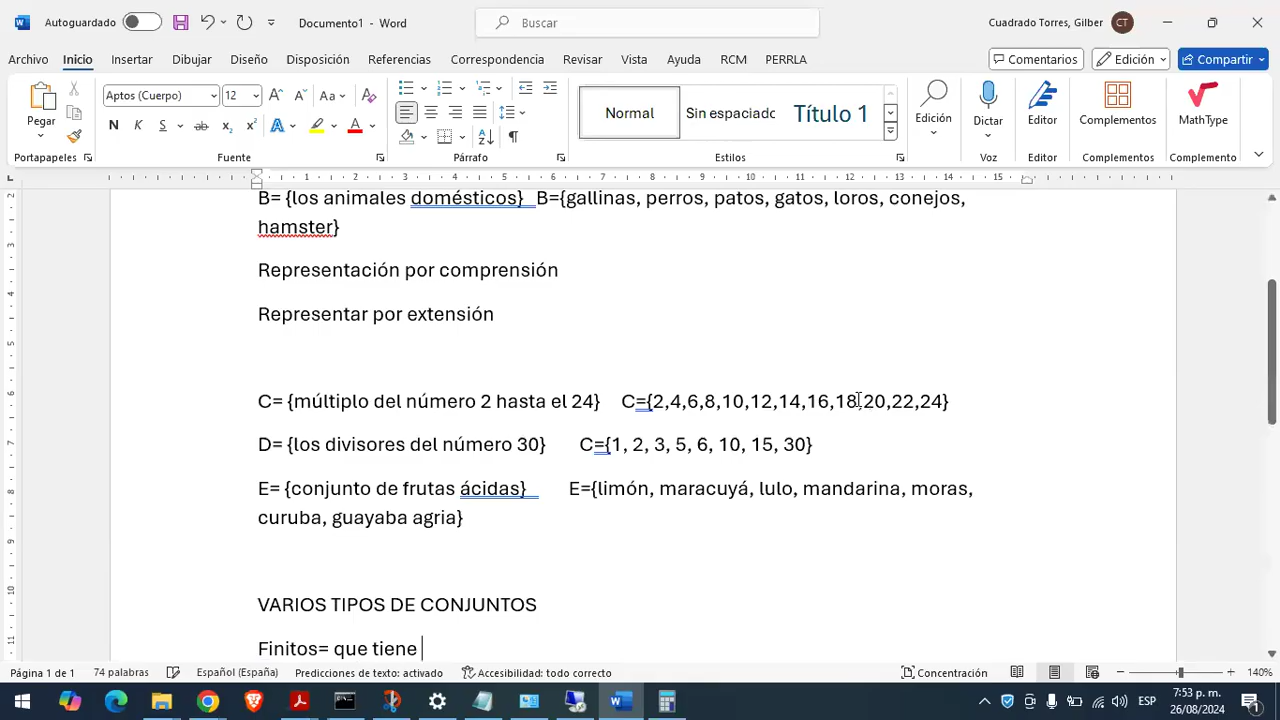 Autoguardado
Documento1 - Word
Buscar
Cuadrado Torres, Gilber
CT
Archivo Inicio Insertar Dibujar Diseño Disposición Referencias Correspondencia Revisar Vista Ayuda RCM PERRLA
Comentarios Edición Compartir
Pegar
Aptos (Cuerpo) 12
N K S ab x₂ x² A A Aa
Normal Sin espaciado Título 1
Edición Dictar Editor Complementos MathType
Portapapeles Fuente Párrafo Estilos Voz Editor Complementos Complemento
B= {los animales domésticos} B={gallinas, perros, patos, gatos, loros, conejos,
hamster}
Representación por comprensión
Representar por extensión
C= {múltiplo del número 2 hasta el 24} C={2,4,6,8,10,12,14,16,18,20,22,24}
D= {los divisores del número 30} C={1, 2, 3, 5, 6, 10, 15, 30}
E= {conjunto de frutas ácidas} E={limón, maracuyá, lulo, mandarina, moras,
curuba, guayaba agria}
VARIOS TIPOS DE CONJUNTOS
Finitos= que tiene
Página 1 de 1 74 palabras Español (España) Predicciones de texto: activado Accesibilidad: todo correcto Concentración 140%
ESP
7:53 p. m.
26/08/2024